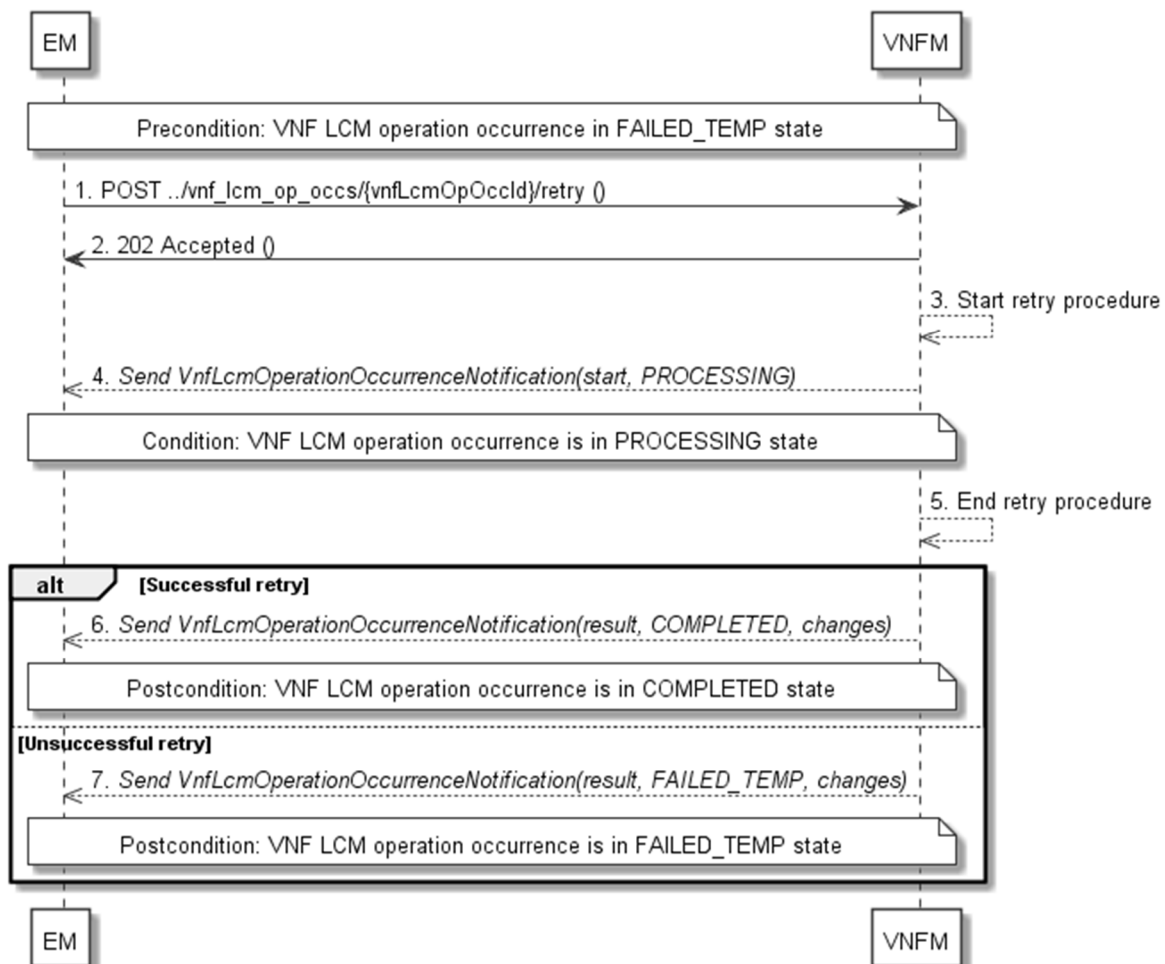 EM
VNFM
Precondition: VNF LCM operation occurrence in FAILED_TEMP state
1. POST ../vnf_lcm_op_occs/{vnfLcmOpOccId}/retry ()
2. 202 Accepted ()
3. Start retry procedure
4. Send VnfLcmOperationOccurrenceNotification(start, PROCESSING)
Condition: VNF LCM operation occurrence is in PROCESSING state
5. End retry procedure
alt [Successful retry]
6. Send VnfLcmOperationOccurrenceNotification(result, COMPLETED, changes)
Postcondition: VNF LCM operation occurrence is in COMPLETED state
[Unsuccessful retry]
7. Send VnfLcmOperationOccurrenceNotification(result, FAILED_TEMP, changes)
Postcondition: VNF LCM operation occurrence is in FAILED_TEMP state
EM
VNFM